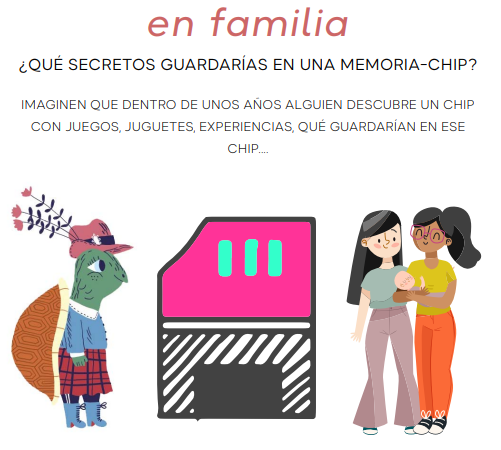 en familia
¿QUÉ SECRETOS GUARDARÍAS EN UNA MEMORIA-CHIP?
IMAGINEN QUE DENTRO DE UNOS AÑOS ALGUIEN DESCUBRE UN CHIP
CON JUEGOS, JUGUETES, EXPERIENCIAS, QUÉ GUARDARÍAN EN ESE
CHIP....